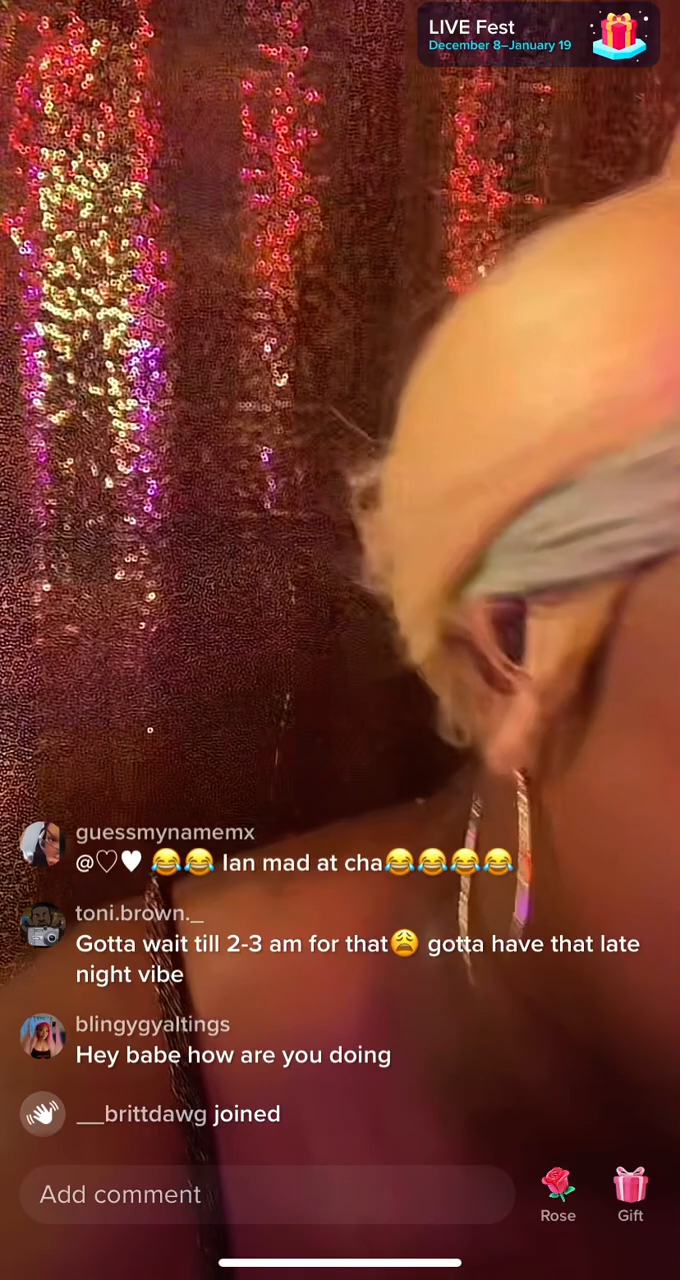 LIVE Fest
December 8–January 19
guessmynamemx
@♡♥ 😂😂 Ian mad at cha😂😂😂😂
toni.brown._
Gotta wait till 2-3 am for that😩 gotta have that late
night vibe
blingygyaltings
Hey babe how are you doing
__brittdawg joined
Add comment
Rose
Gift